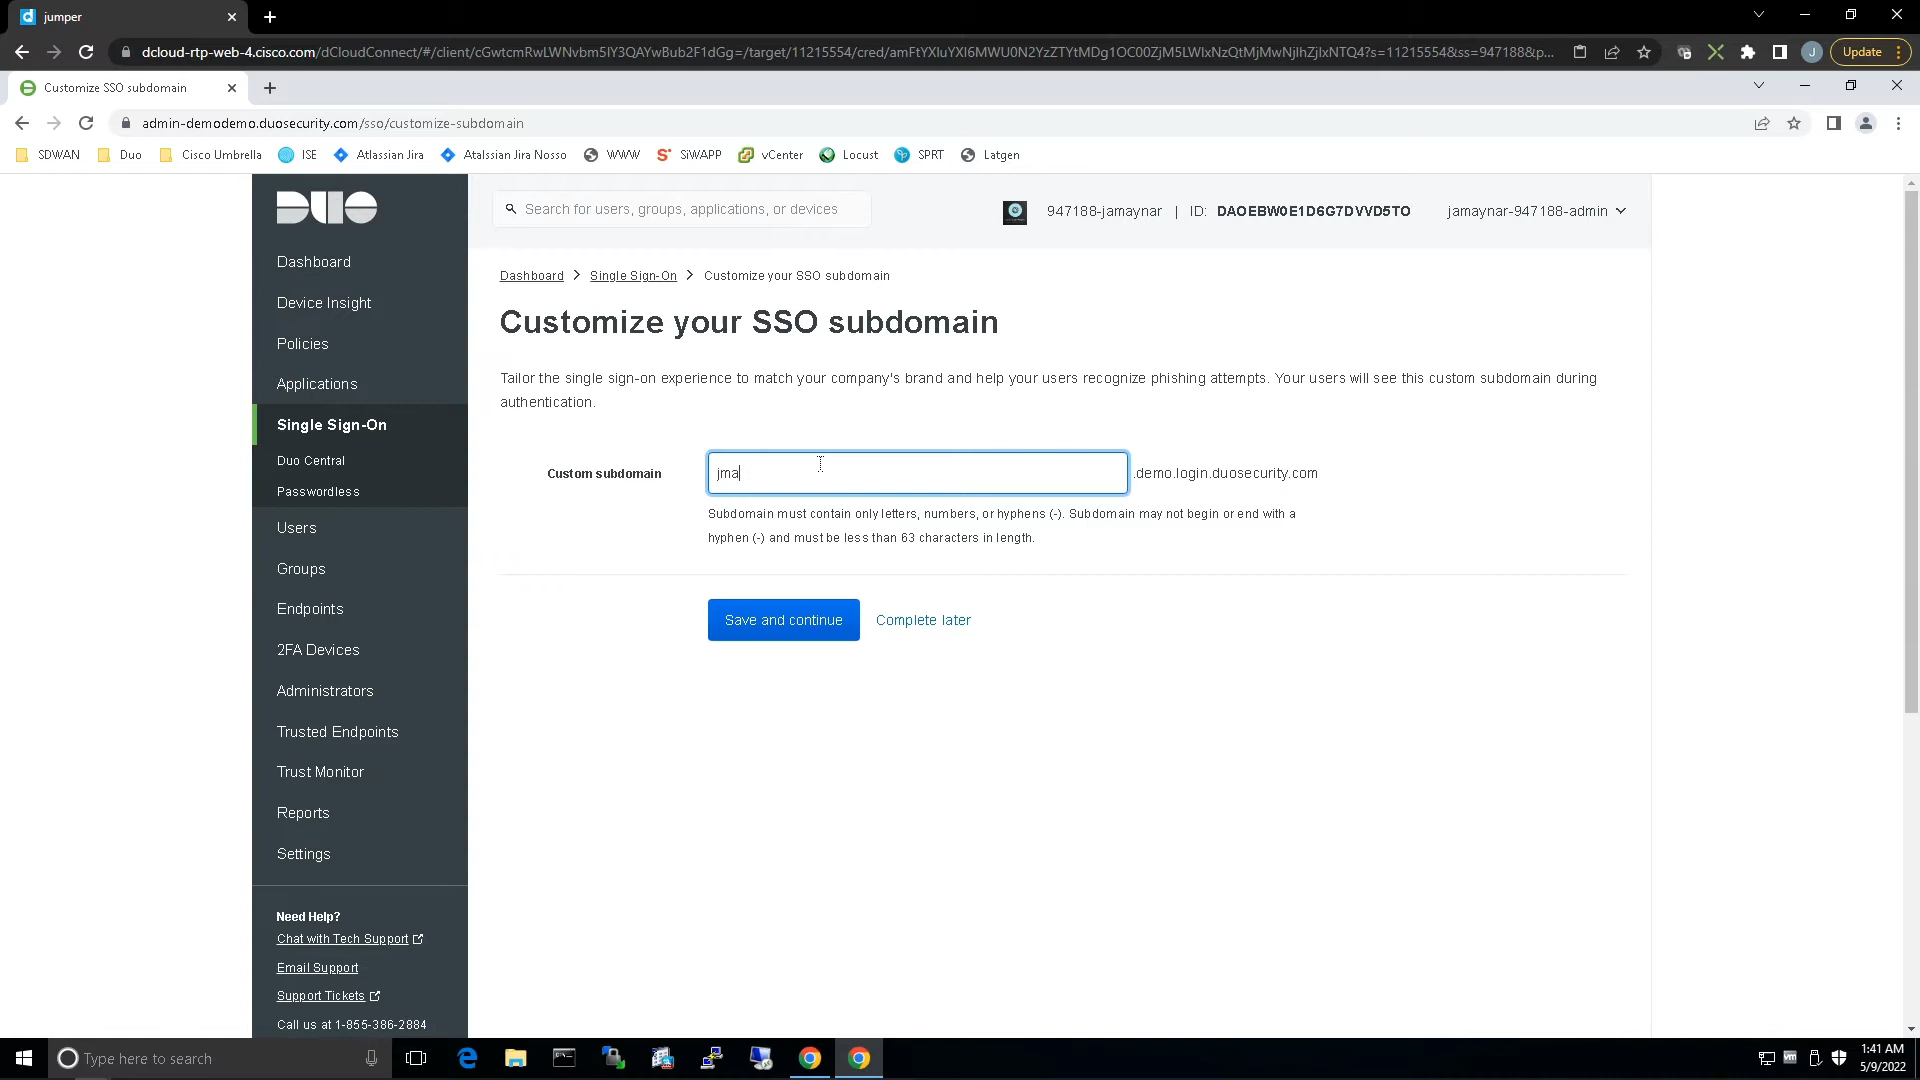 jumper
dcloud-rtp-web-4.cisco.com/dCloudConnect/#/client/cGwtcmRwLWNvbm5lY3QAYwBub2F1dGg=/target/11215554/cred/amFtYXluYXI6MWU0N2YzZTYtMDg1OC00ZjM5LWIxNzQtMjMwNjlhZjIxNTQ4?s=11215554&ss=947188&p...
Update
Customize SSO subdomain
admin-demodemo.duosecurity.com/sso/customize-subdomain
SDWAN Duo Cisco Umbrella ISE Atlassian Jira Atalssian Jira Nosso WWW SiWAPP vCenter Locust SPRT Latgen
DUO
Search for users, groups, applications, or devices
947188-jamaynar | ID: DAOEBW0E1D6G7DVVD5TO jamaynar-947188-admin
Dashboard
Device Insight
Policies
Applications
Single Sign-On
Duo Central
Passwordless
Users
Groups
Endpoints
2FA Devices
Administrators
Trusted Endpoints
Trust Monitor
Reports
Settings
Need Help?
Chat with Tech Support
Email Support
Support Tickets
Call us at 1-855-386-2884
Dashboard > Single Sign-On > Customize your SSO subdomain
Customize your SSO subdomain
Tailor the single sign-on experience to match your company's brand and help your users recognize phishing attempts. Your users will see this custom subdomain during
authentication.
Custom subdomain jma .demo.login.duosecurity.com
Subdomain must contain only letters, numbers, or hyphens (-). Subdomain may not begin or end with a
hyphen (-) and must be less than 63 characters in length.
Save and continue Complete later
Type here to search
1:41 AM
5/9/2022